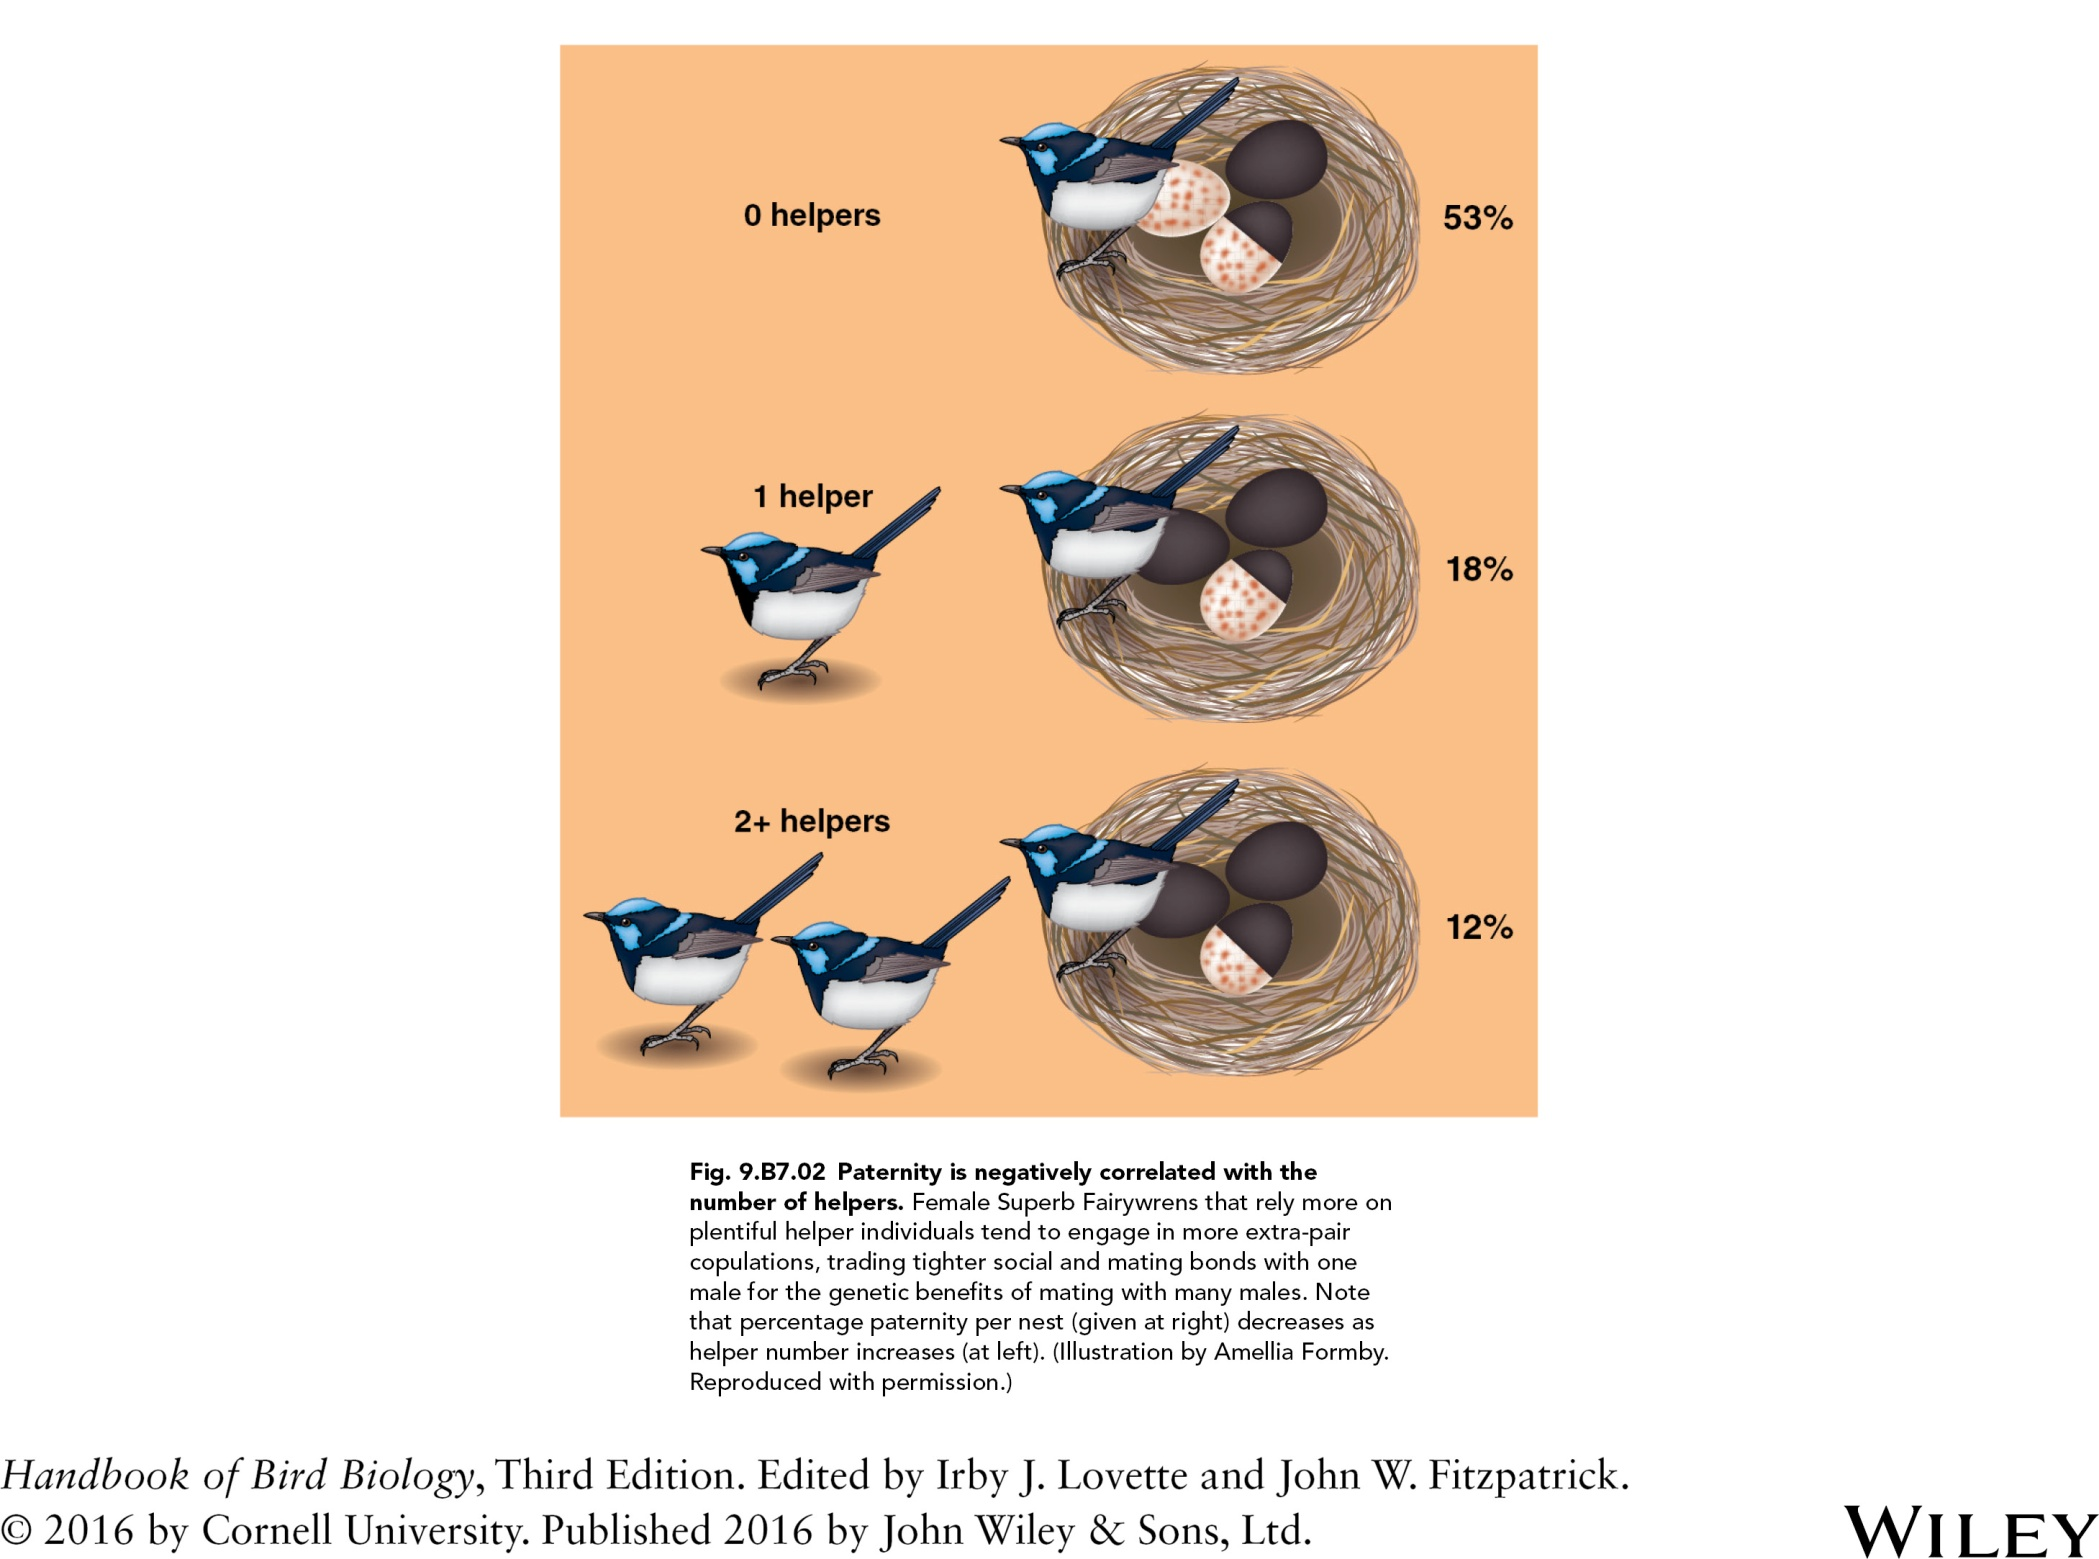 0 helpers
53%
1 helper
18%
2+ helpers
12%
Fig. 9.B7.02 Paternity is negatively correlated with the
number of helpers. Female Superb Fairywrens that rely more on
plentiful helper individuals tend to engage in more extra-pair
copulations, trading tighter social and mating bonds with one
male for the genetic benefits of mating with many males. Note
that percentage paternity per nest (given at right) decreases as
helper number increases (at left). (Illustration by Amellia Formby.
Reproduced with permission.)
Handbook of Bird Biology, Third Edition. Edited by Irby J. Lovette and John W. Fitzpatrick.
© 2016 by Cornell University. Published 2016 by John Wiley & Sons, Ltd.
WILEY